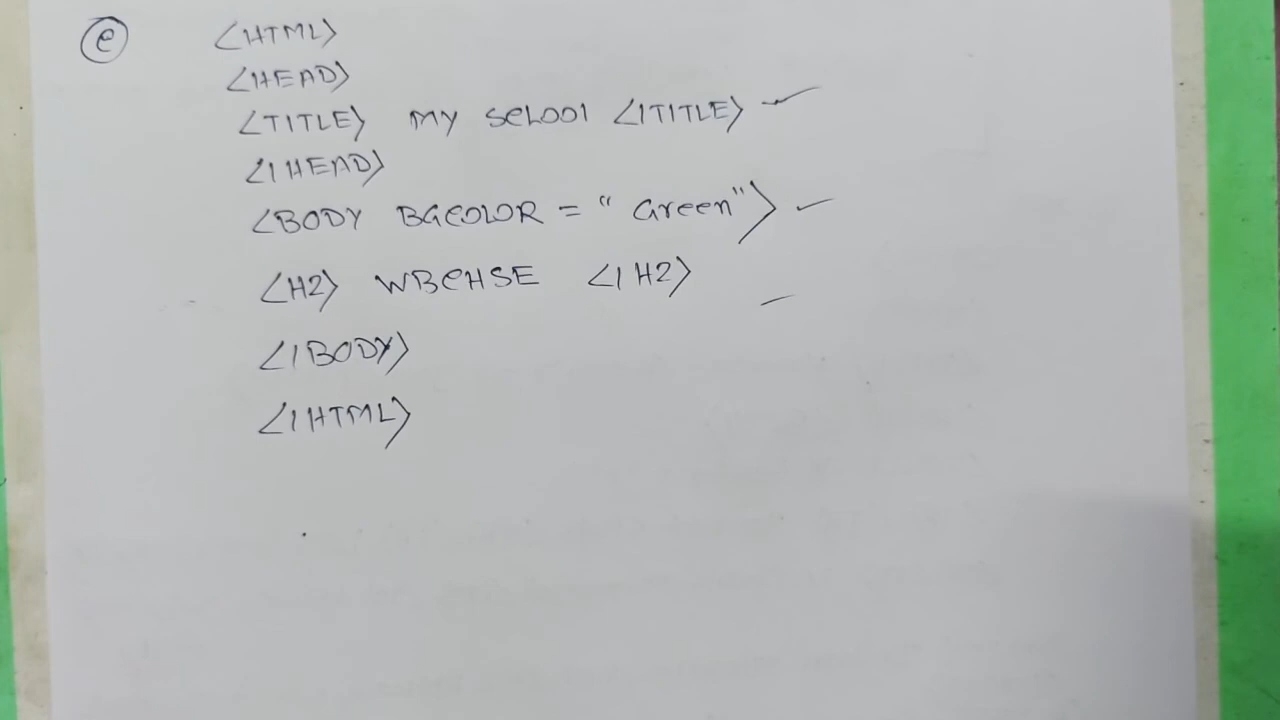 (e) <HTML>
<HEAD>
<TITLE> MY SCHOOl </TITLE>
</HEAD>
<BODY BGCOLOR = "Green">
<H2> WBCHSE </H2>
</BODY>
</HTML>